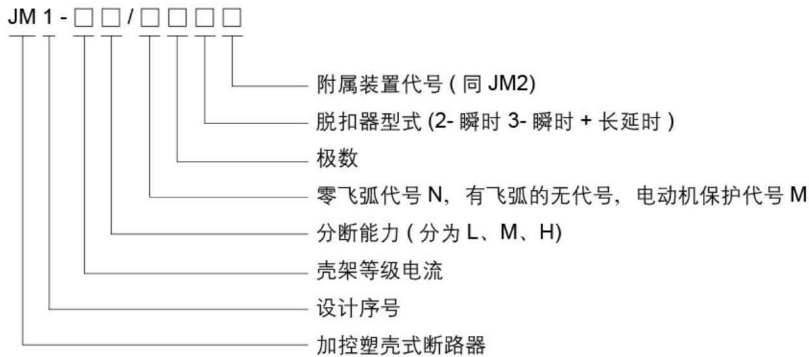 JM 1 - □ □ / □ □ □ □
附属装置代号 ( 同 JM2)
脱扣器型式 (2- 瞬时 3- 瞬时 + 长延时 )
极数
零飞弧代号 N，有飞弧的无代号，电动机保护代号 M
分断能力 ( 分为 L、M、H)
壳架等级电流
设计序号
加控塑壳式断路器